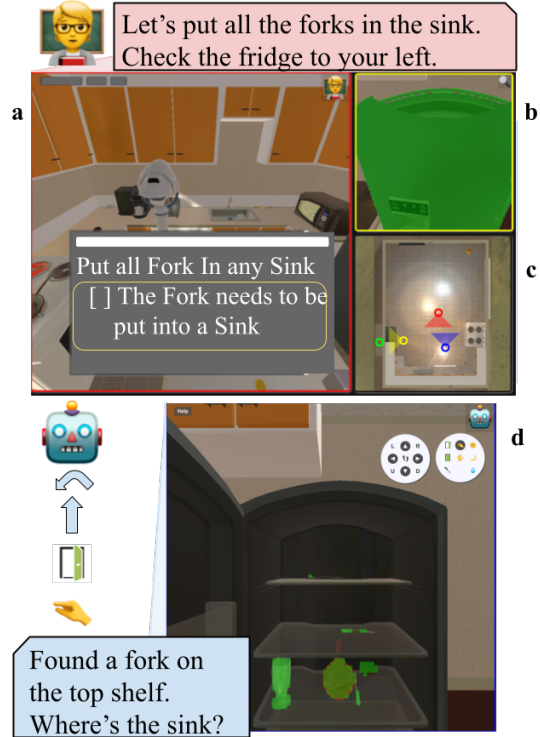 Let's put all the forks in the sink.
Check the fridge to your left.
a
b
Put all Fork In any Sink
[ ] The Fork needs to be
put into a Sink
c
d
Help
L R
U D
Found a fork on
the top shelf.
Where's the sink?